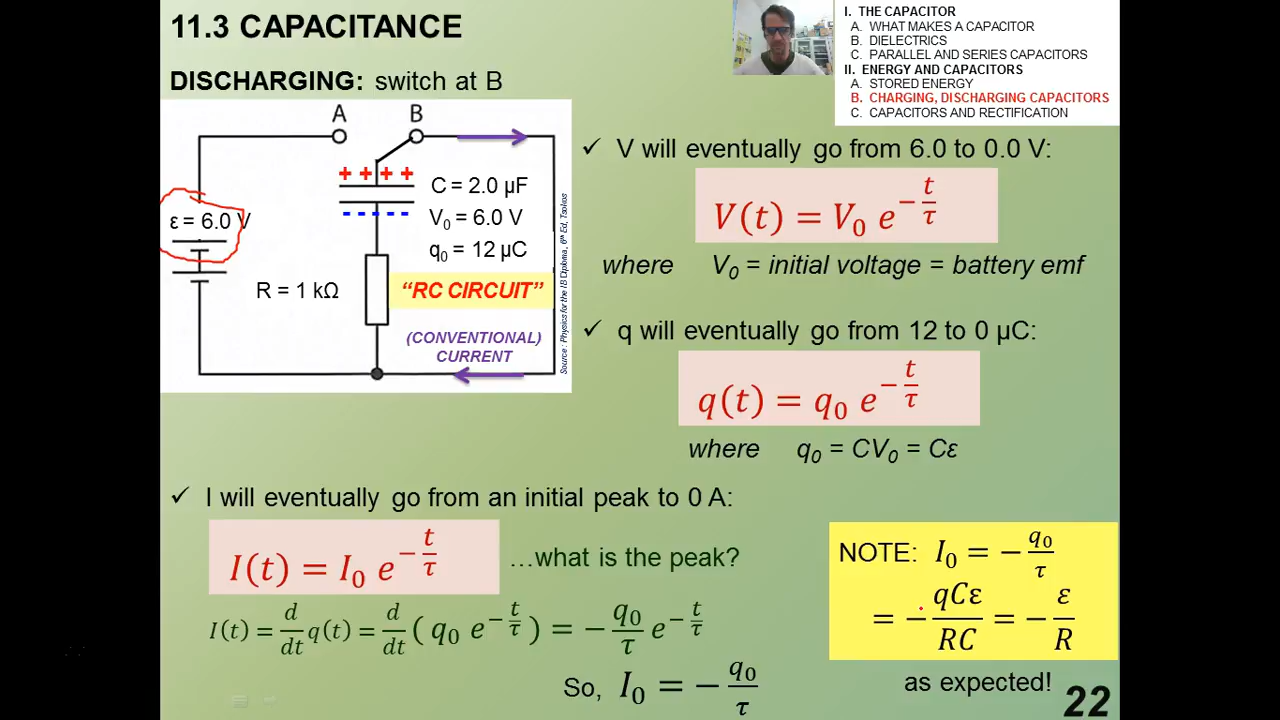 11.3 CAPACITANCE
I. THE CAPACITOR
A. WHAT MAKES A CAPACITOR
B. DIELECTRICS
C. PARALLEL AND SERIES CAPACITORS
II. ENERGY AND CAPACITORS
A. STORED ENERGY
B. CHARGING, DISCHARGING CAPACITORS
C. CAPACITORS AND RECTIFICATION
DISCHARGING: switch at B
A B
+ + + +
- - - - -
ε = 6.0 V
C = 2.0 µF
V₀ = 6.0 V
q₀ = 12 µC
R = 1 kΩ
"RC CIRCUIT"
(CONVENTIONAL)
CURRENT
Source: Physics for the IB Diploma, 6th Ed, Tsokos
✓ V will eventually go from 6.0 to 0.0 V:
V(t) = V₀ e^(-t/τ)
where V₀ = initial voltage = battery emf
✓ q will eventually go from 12 to 0 µC:
q(t) = q₀ e^(-t/τ)
where q₀ = CV₀ = Cε
✓ I will eventually go from an initial peak to 0 A:
I(t) = I₀ e^(-t/τ) ...what is the peak?
I(t) = d/dt q(t) = d/dt ( q₀ e^(-t/τ) ) = - q₀/τ e^(-t/τ)
So, I₀ = - q₀/τ
NOTE: I₀ = - q₀/τ
= - qCε/RC = - ε/R
as expected!
22